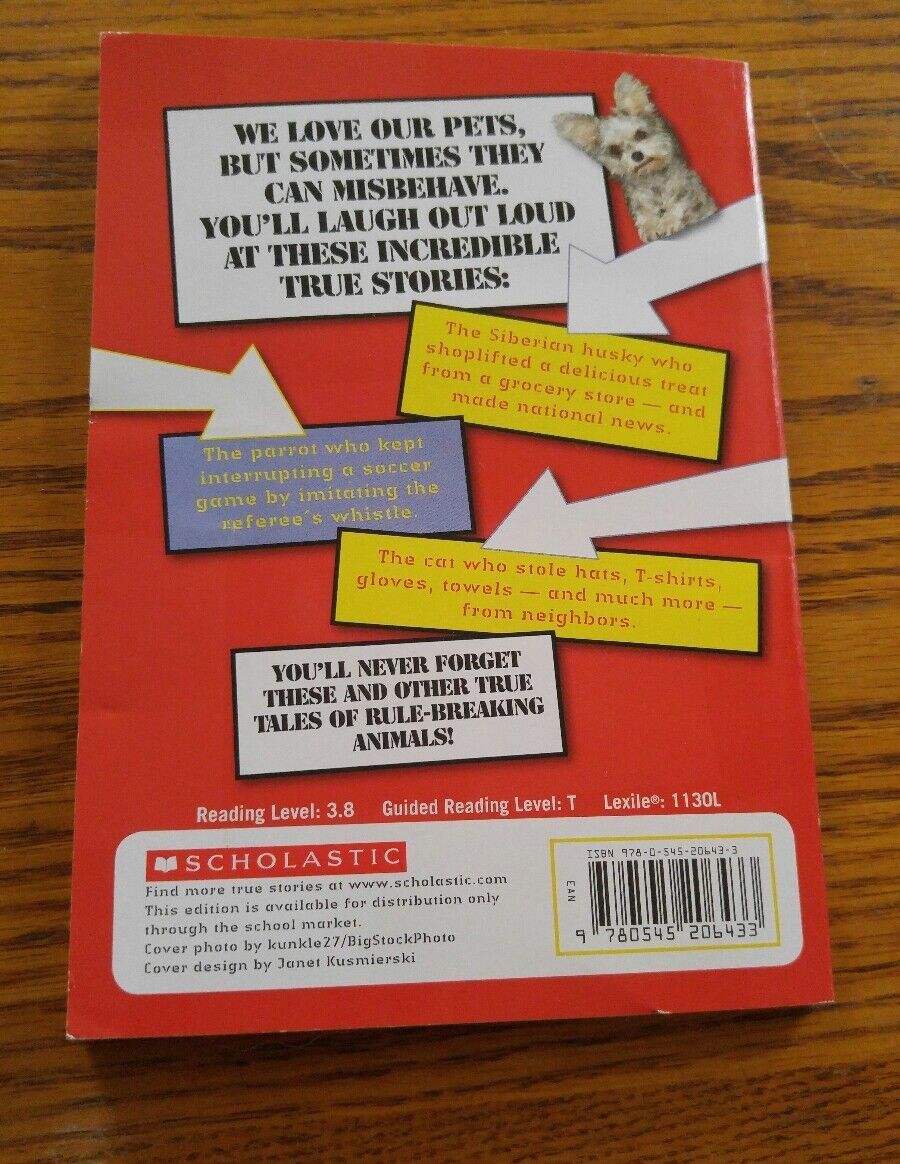 WE LOVE OUR PETS,
BUT SOMETIMES THEY
CAN MISBEHAVE.
YOU'LL LAUGH OUT LOUD
AT THESE INCREDIBLE
TRUE STORIES:
The Siberian husky who
shoplifted a delicious treat
from a grocery store — and
made national news.
The parrot who kept
interrupting a soccer
game by imitating the
referee's whistle.
The cat who stole hats, T-shirts,
gloves, towels — and much more —
from neighbors.
YOU'LL NEVER FORGET
THESE AND OTHER TRUE
TALES OF RULE-BREAKING
ANIMALS!
Reading Level: 3.8 Guided Reading Level: T Lexile®: 1130L
SCHOLASTIC
Find more true stories at www.scholastic.com
This edition is available for distribution only
through the school market.
Cover photo by kunkle27/BigStockPhoto
Cover design by Janet Kusmierski
ISBN 978-0-545-20643-3
EAN
9 780545 206433